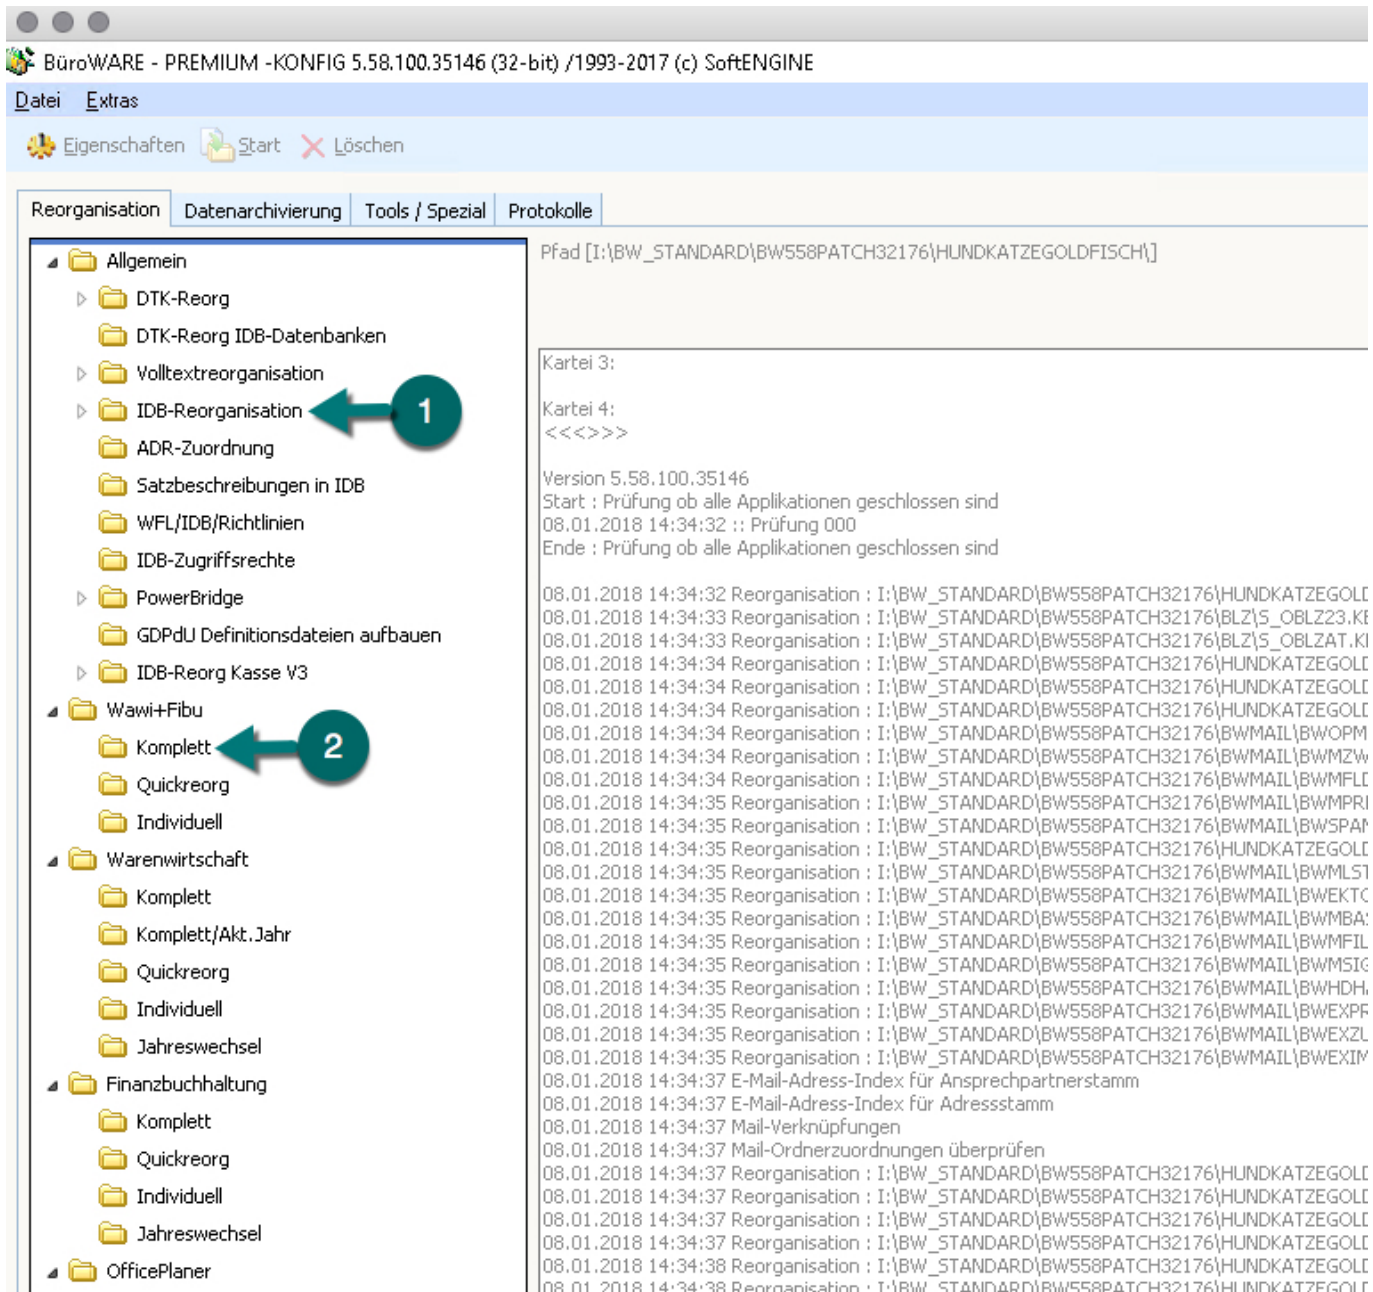 BüroWARE - PREMIUM -KONFIG 5.58.100.35146 (32-bit) /1993-2017 (c) SoftENGINE
Datei Extras
Eigenschaften Start Löschen
Reorganisation Datenarchivierung Tools / Spezial Protokolle
Allgemein
DTK-Reorg
DTK-Reorg IDB-Datenbanken
Volltextreorganisation
IDB-Reorganisation
1
ADR-Zuordnung
Satzbeschreibungen in IDB
WFL/IDB/Richtlinien
IDB-Zugriffsrechte
PowerBridge
GDPdU Definitionsdateien aufbauen
IDB-Reorg Kasse V3
Wawi+Fibu
Komplett
2
Quickreorg
Individuell
Warenwirtschaft
Komplett
Komplett/Akt.Jahr
Quickreorg
Individuell
Jahreswechsel
Finanzbuchhaltung
Komplett
Quickreorg
Individuell
Jahreswechsel
OfficePlaner
Pfad [I:\BW_STANDARD\BW558PATCH32176\HUNDKATZEGOLDFISCH\]
Kartei 3:
Kartei 4:
<<<>>>
Version 5.58.100.35146
Start : Prüfung ob alle Applikationen geschlossen sind
08.01.2018 14:34:32 :: Prüfung 000
Ende : Prüfung ob alle Applikationen geschlossen sind
08.01.2018 14:34:32 Reorganisation : I:\BW_STANDARD\BW558PATCH32176\HUNDKATZEGOLD
08.01.2018 14:34:33 Reorganisation : I:\BW_STANDARD\BW558PATCH32176\BLZ\S_OBLZ23.KE
08.01.2018 14:34:33 Reorganisation : I:\BW_STANDARD\BW558PATCH32176\BLZ\S_OBLZAT.KE
08.01.2018 14:34:34 Reorganisation : I:\BW_STANDARD\BW558PATCH32176\HUNDKATZEGOLD
08.01.2018 14:34:34 Reorganisation : I:\BW_STANDARD\BW558PATCH32176\HUNDKATZEGOLD
08.01.2018 14:34:34 Reorganisation : I:\BW_STANDARD\BW558PATCH32176\HUNDKATZEGOLD
08.01.2018 14:34:34 Reorganisation : I:\BW_STANDARD\BW558PATCH32176\BWMAIL\BWOPM
08.01.2018 14:34:34 Reorganisation : I:\BW_STANDARD\BW558PATCH32176\BWMAIL\BWMZW
08.01.2018 14:34:34 Reorganisation : I:\BW_STANDARD\BW558PATCH32176\BWMAIL\BWMFLD
08.01.2018 14:34:35 Reorganisation : I:\BW_STANDARD\BW558PATCH32176\BWMAIL\BWMPRI
08.01.2018 14:34:35 Reorganisation : I:\BW_STANDARD\BW558PATCH32176\BWMAIL\BWSPAM
08.01.2018 14:34:35 Reorganisation : I:\BW_STANDARD\BW558PATCH32176\HUNDKATZEGOLD
08.01.2018 14:34:35 Reorganisation : I:\BW_STANDARD\BW558PATCH32176\BWMAIL\BWMLST
08.01.2018 14:34:35 Reorganisation : I:\BW_STANDARD\BW558PATCH32176\BWMAIL\BWEKTO
08.01.2018 14:34:35 Reorganisation : I:\BW_STANDARD\BW558PATCH32176\BWMAIL\BWMBAS
08.01.2018 14:34:35 Reorganisation : I:\BW_STANDARD\BW558PATCH32176\BWMAIL\BWMFIL
08.01.2018 14:34:35 Reorganisation : I:\BW_STANDARD\BW558PATCH32176\BWMAIL\BWMSIG
08.01.2018 14:34:35 Reorganisation : I:\BW_STANDARD\BW558PATCH32176\BWMAIL\BWHDHA
08.01.2018 14:34:35 Reorganisation : I:\BW_STANDARD\BW558PATCH32176\BWMAIL\BWEXPR
08.01.2018 14:34:35 Reorganisation : I:\BW_STANDARD\BW558PATCH32176\BWMAIL\BWEXZU
08.01.2018 14:34:35 Reorganisation : I:\BW_STANDARD\BW558PATCH32176\BWMAIL\BWEXIM
08.01.2018 14:34:37 E-Mail-Adress-Index für Ansprechpartnerstamm
08.01.2018 14:34:37 E-Mail-Adress-Index für Adressstamm
08.01.2018 14:34:37 Mail-Verknüpfungen
08.01.2018 14:34:37 Mail-Ordnerzuordnungen überprüfen
08.01.2018 14:34:37 Reorganisation : I:\BW_STANDARD\BW558PATCH32176\HUNDKATZEGOLD
08.01.2018 14:34:37 Reorganisation : I:\BW_STANDARD\BW558PATCH32176\HUNDKATZEGOLD
08.01.2018 14:34:37 Reorganisation : I:\BW_STANDARD\BW558PATCH32176\HUNDKATZEGOLD
08.01.2018 14:34:37 Reorganisation : I:\BW_STANDARD\BW558PATCH32176\HUNDKATZEGOLD
08.01.2018 14:34:38 Reorganisation : I:\BW_STANDARD\BW558PATCH32176\HUNDKATZEGOLD
08.01.2018 14:34:38 Reorganisation : I:\BW_STANDARD\BW558PATCH32176\HUNDKATZEGOLD